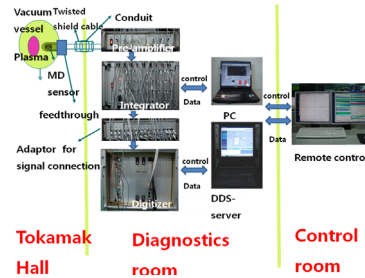 Vacuum
vessel
Twisted
shield cable
Conduit
Pre-amplifier
Plasma
MD
sensor
feedthrough
Integrator
control
Data
PC
control
Data
Remote control
Adaptor for
signal connection
Digitizer
control
Data
DDS-
server
Tokamak
Hall
Diagnostics
room
Control
room